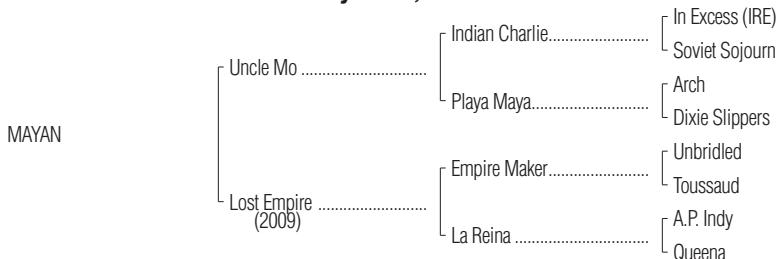 In Excess (IRE)
Indian Charlie..........................
Soviet Sojourn
Uncle Mo ................................
Arch
Playa Maya..............................
Dixie Slippers
MAYAN
Unbridled
Empire Maker..........................
Toussaud
Lost Empire ............................
(2009)
A.P. Indy
La Reina ..................................
Queena